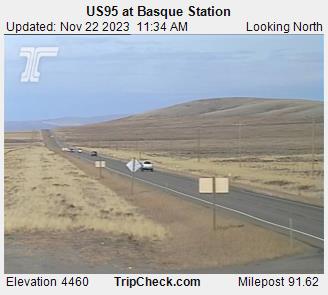 US95 at Basque Station
Updated: Nov 22 2023 11:34 AM Looking North
Elevation 4460 TripCheck.com Milepost 91.62